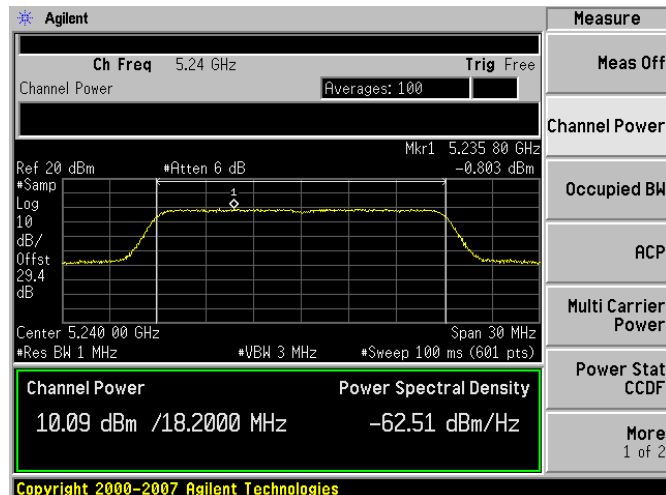 Agilent
Measure
Ch Freq 5.24 GHz Trig Free
Channel Power Averages: 100
Mkr1 5.235 80 GHz
Ref 20 dBm #Atten 6 dB -0.803 dBm
#Samp
Log
10
dB/
Offst
29.4
dB
1
Center 5.240 00 GHz Span 30 MHz
#Res BW 1 MHz #VBW 3 MHz #Sweep 100 ms (601 pts)
Channel Power Power Spectral Density
10.09 dBm /18.2000 MHz -62.51 dBm/Hz
Meas Off
Channel Power
Occupied BW
ACP
Multi Carrier
Power
Power Stat
CCDF
More
1 of 2
Copyright 2000-2007 Agilent Technologies